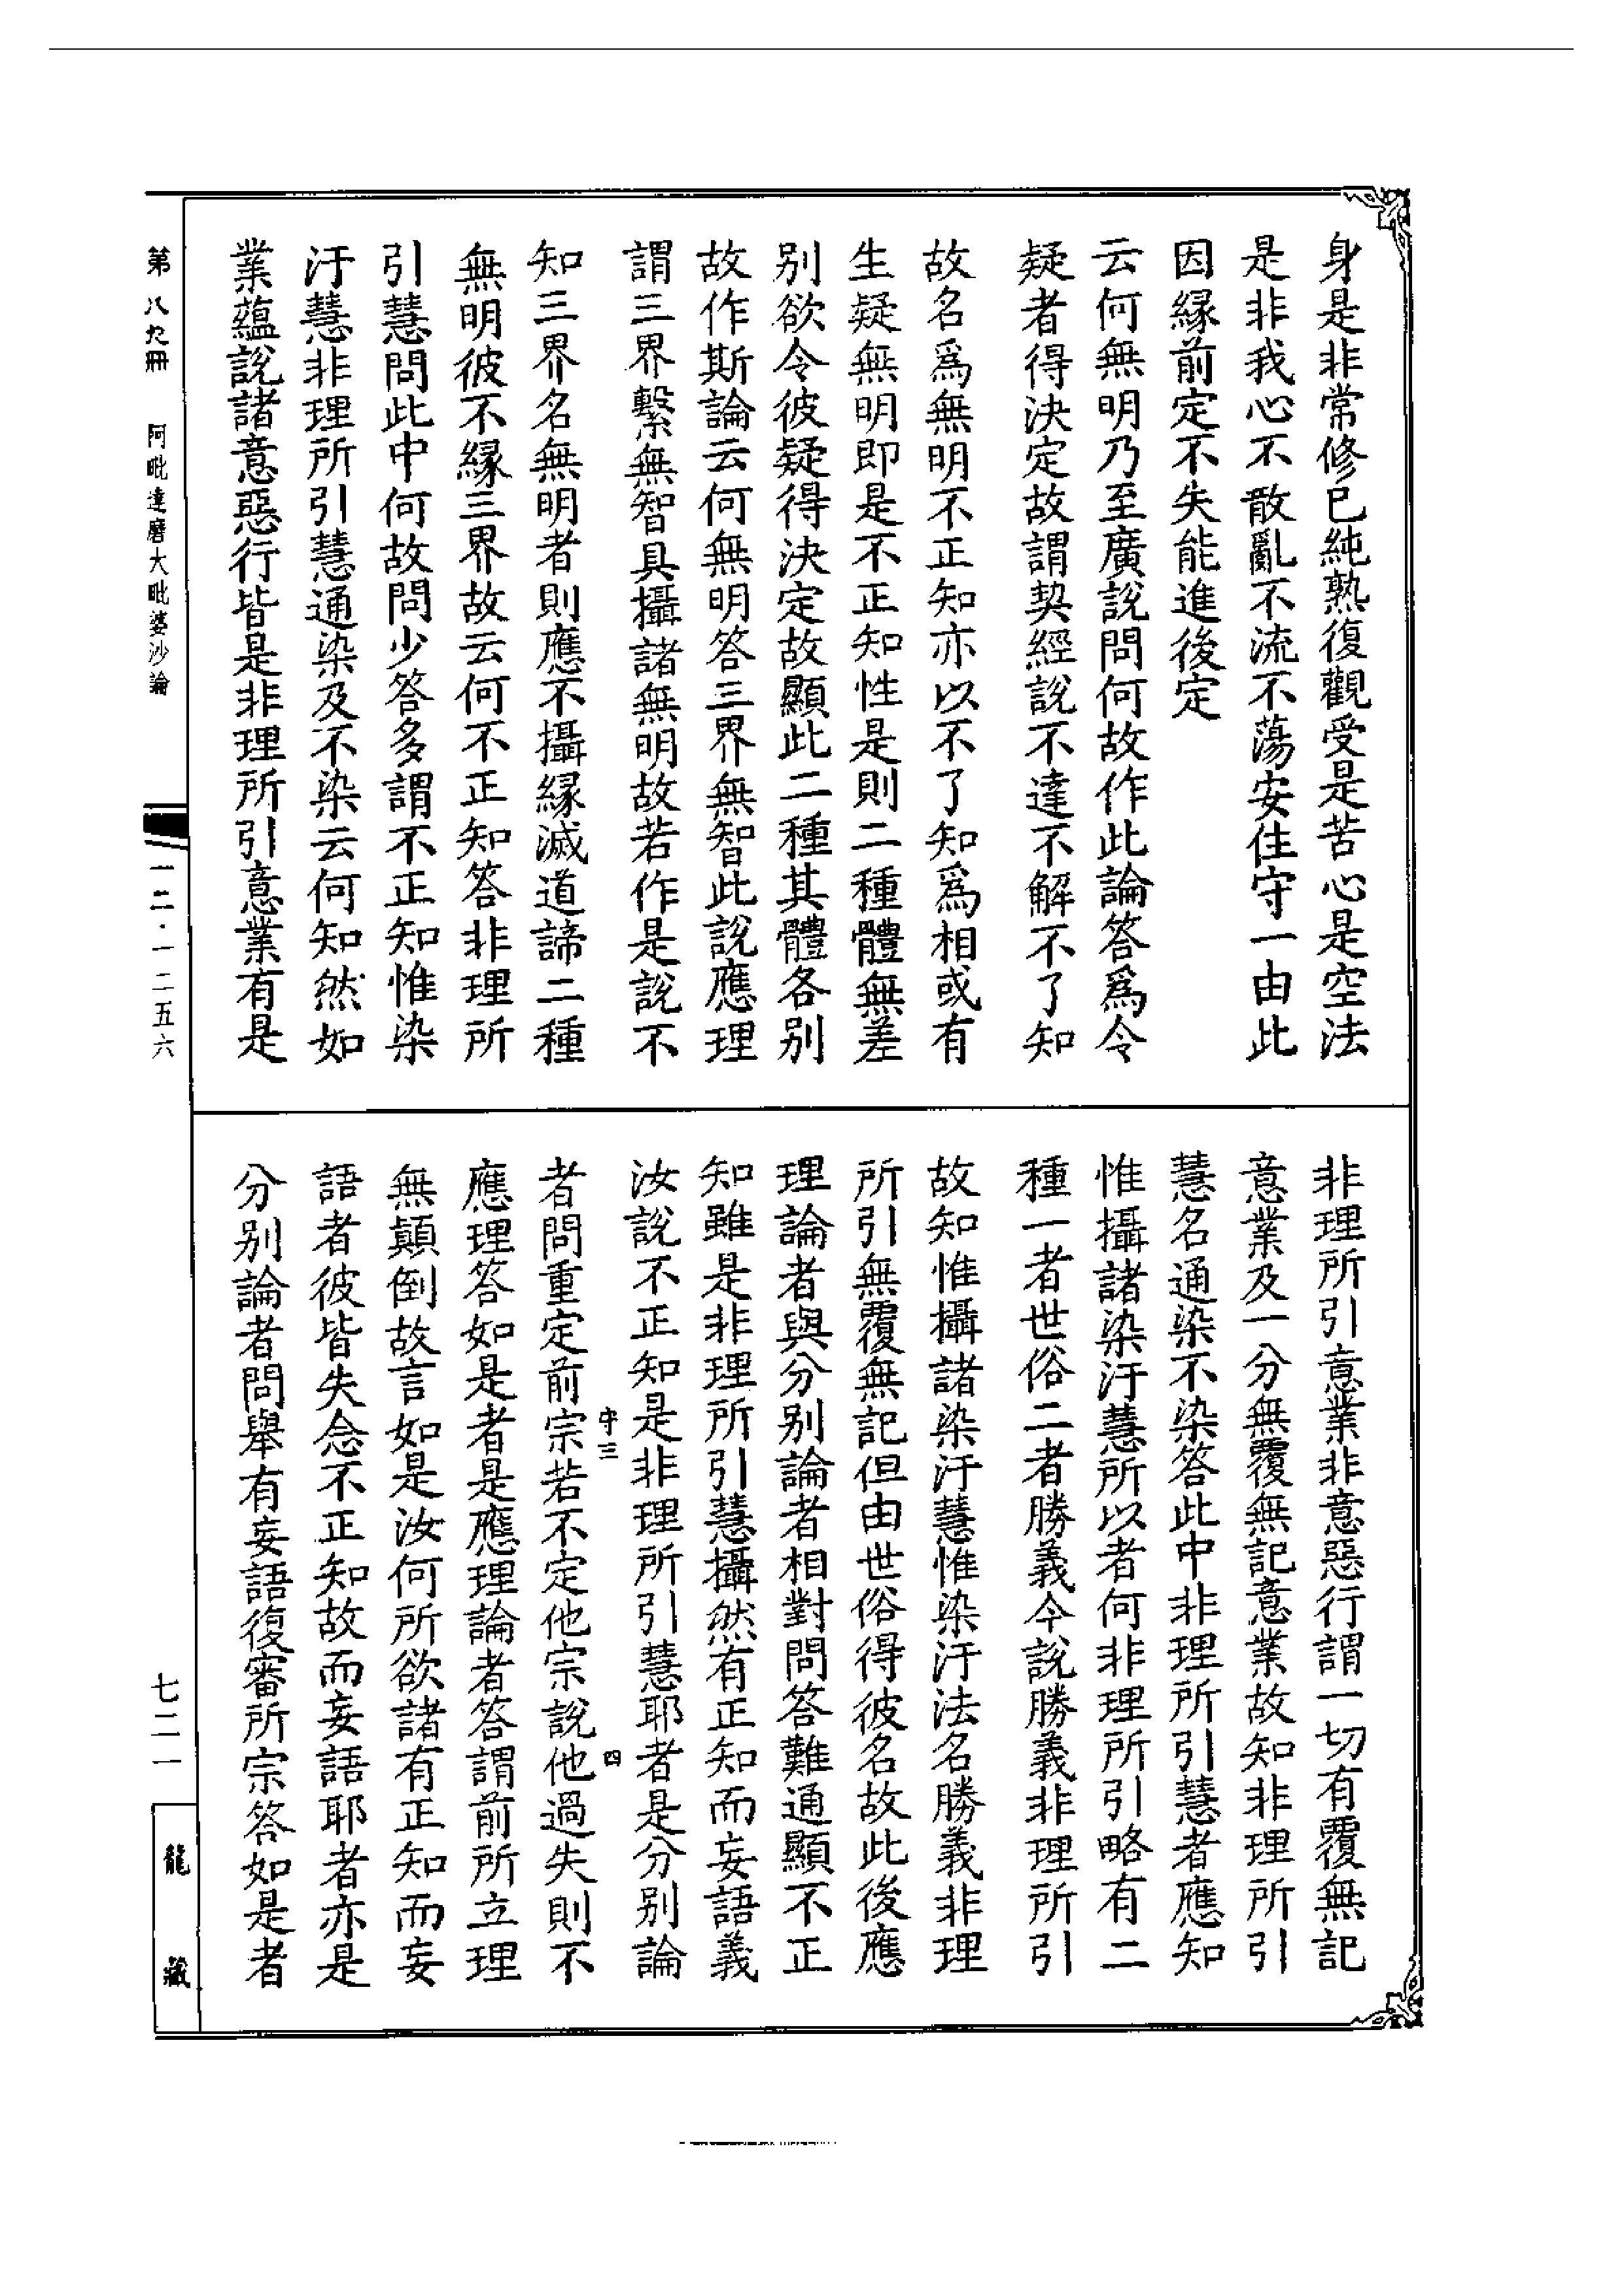 身是非常修已純熟復觀受是苦心是空法
是非我心不散亂不流不蕩安住守一由此
因緣前定不失能進後定
云何無明乃至廣說問何故作此論答爲令
疑者得決定故謂契經說不達不解不了知
故名爲無明不正知亦以不了知爲相或有
生疑無明即是不正知性是則二種體無差
別欲令彼疑得決定故顯此二種其體各別
故作斯論云何無明答三界無智此說應理
謂三界繫無智具攝諸無明故若作是說不
知三界名無明者則應不攝緣滅道諦二種
無明彼不緣三界故云何不正知答非理所
引慧問此中何故問少答多謂不正知惟染
汙慧非理所引慧通染及不染云何知然如
業蘊說諸意惡行皆是非理所引意業有是
非理所引意業非意惡行謂一切有覆無記
意業及一分無覆無記意業故知非理所引
慧名通染不染答此中非理所引慧者應知
惟攝諸染汙慧所以者何非理所引略有二
種一者世俗二者勝義今說勝義非理所引
故知惟攝諸染汙慧惟染汙法名勝義非理
所引無覆無記但由世俗得彼名故此後應
理論者與分別論者相對問答難通顯不正
知雖是非理所引慧攝然有正知而妄語義
汝說不正知是非理所引慧耶者是分別論
守三 四
者問重定前宗若不定他宗說他過失則不
應理答如是者是應理論者答謂前所立理
無顛倒故言如是汝何所欲諸有正知而妄
語者彼皆失念不正知故而妄語耶者亦是
分別論者問舉有妄語復審所宗答如是者
第八九冊 阿毗達磨大毗婆沙論
一二·一二五六
七二一
龍藏